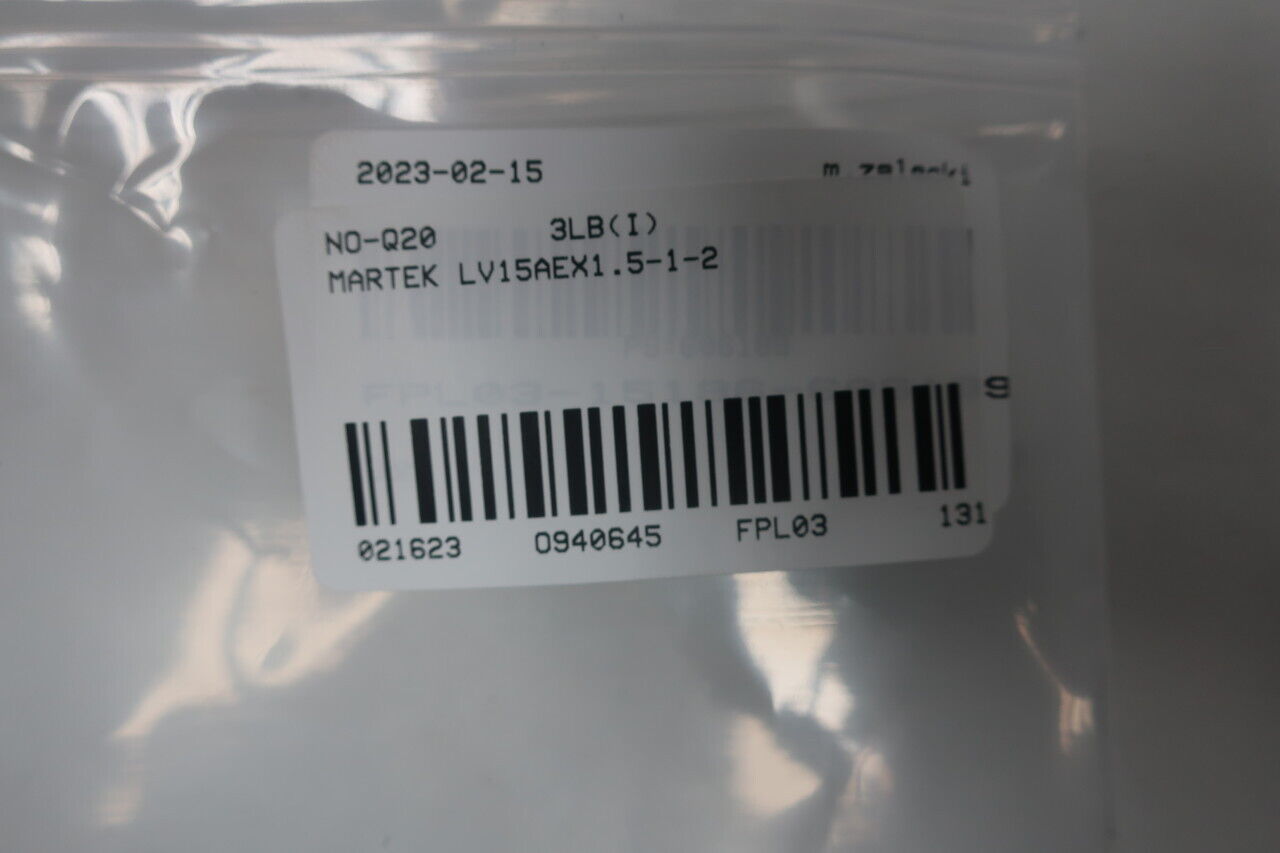 2023-02-15
NO-Q20 3LB(I)
MARTEK LV15AEX1.5-1-2
021623 0940645 FPL03 131